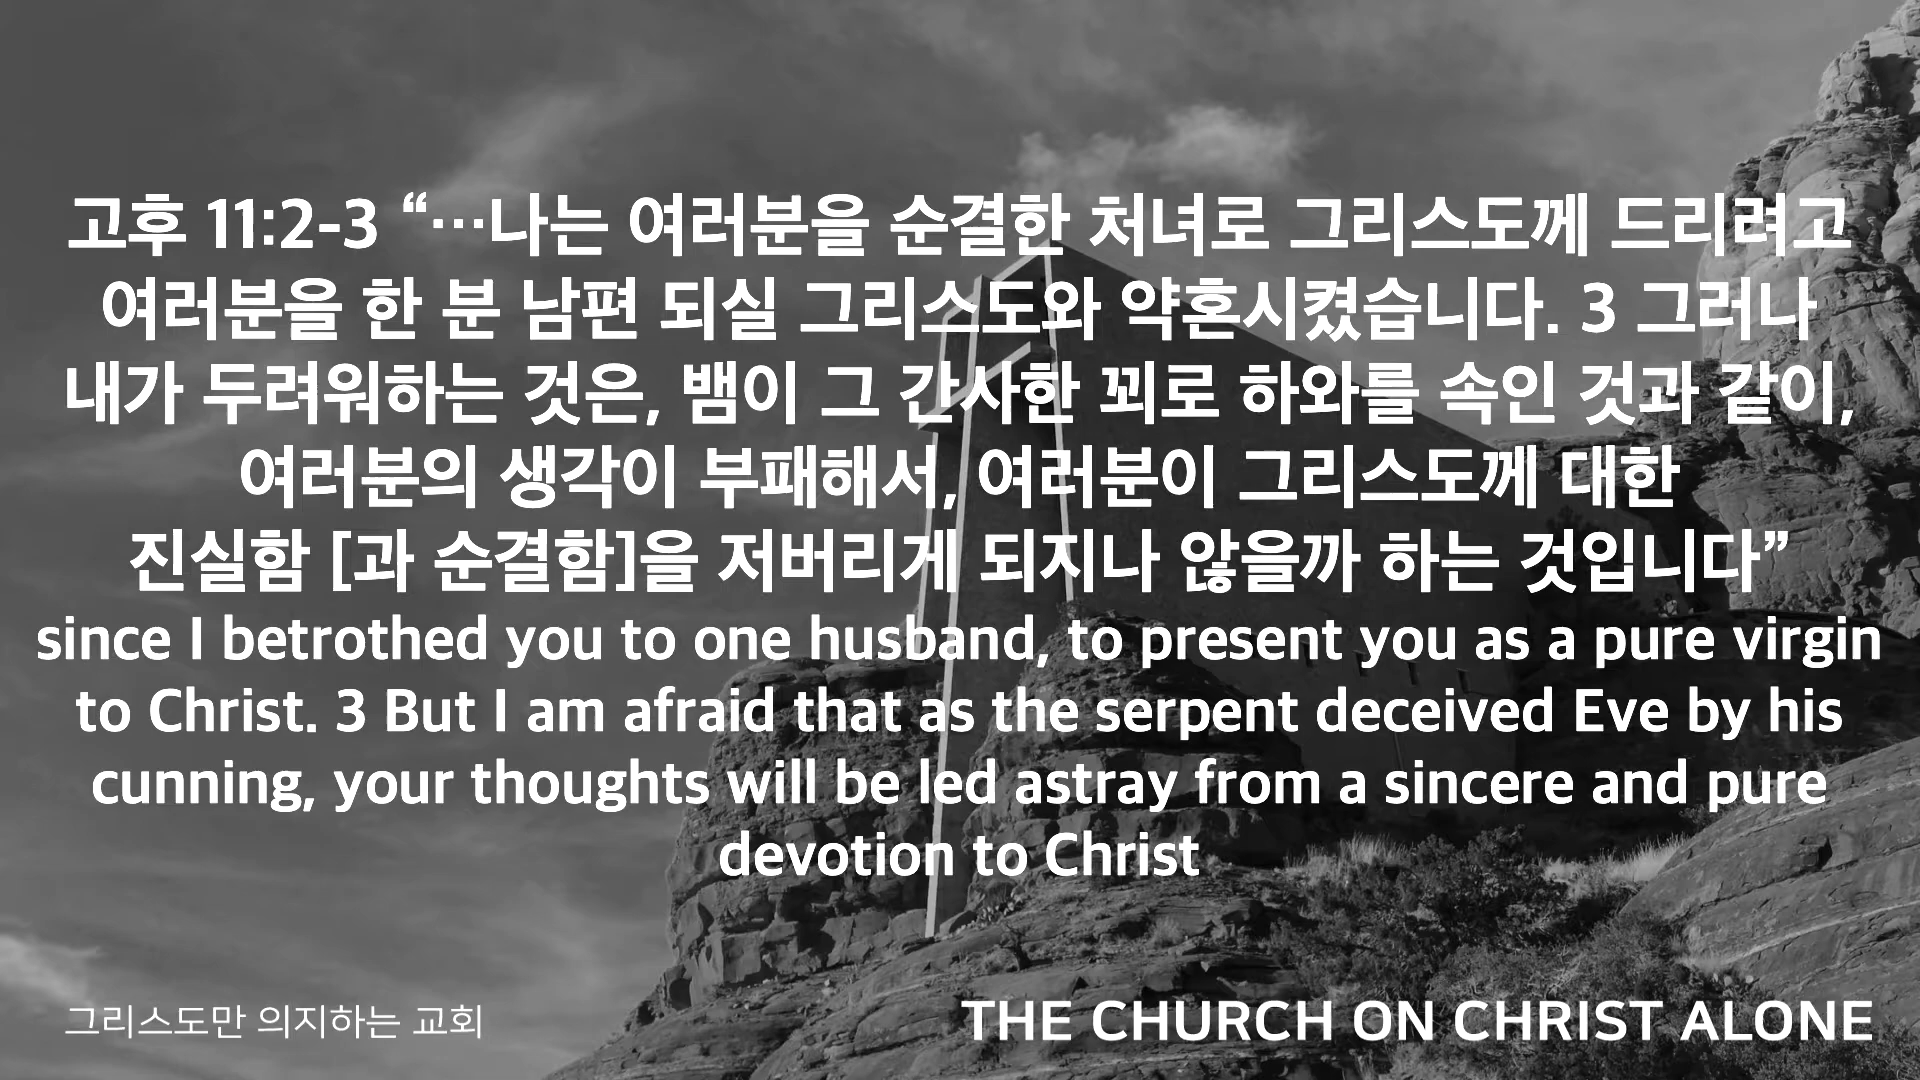 고후 11:2-3 “…나는 여러분을 순결한 처녀로 그리스도께 드리려고
여러분을 한 분 남편 되실 그리스도와 약혼시켰습니다. 3 그러나
내가 두려워하는 것은, 뱀이 그 간사한 꾀로 하와를 속인 것과 같이,
여러분의 생각이 부패해서, 여러분이 그리스도께 대한
진실함 [과 순결함]을 저버리게 되지나 않을까 하는 것입니다”
since I betrothed you to one husband, to present you as a pure virgin
to Christ. 3 But I am afraid that as the serpent deceived Eve by his
cunning, your thoughts will be led astray from a sincere and pure
devotion to Christ
그리스도만 의지하는 교회
THE CHURCH ON CHRIST ALONE